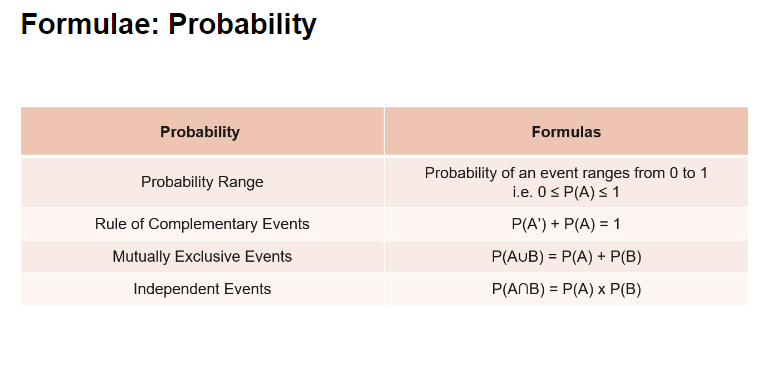 Formulae: Probability
Probability
Formulas
Probability Range
Probability of an event ranges from 0 to 1
i.e. 0 ≤ P(A) ≤ 1
Rule of Complementary Events
P(A’) + P(A) = 1
Mutually Exclusive Events
P(A∪B) = P(A) + P(B)
Independent Events
P(A∩B) = P(A) x P(B)